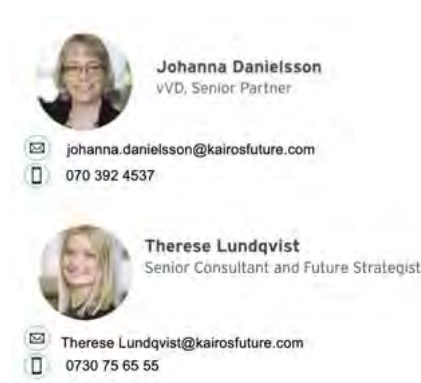 Johanna Danielsson
vVD, Senior Partner
johanna.danielsson@kairosfuture.com
070 392 4537
Therese Lundqvist
Senior Consultant and Future Strategist
Therese Lundqvist@kairosfuture.com
0730 75 65 55